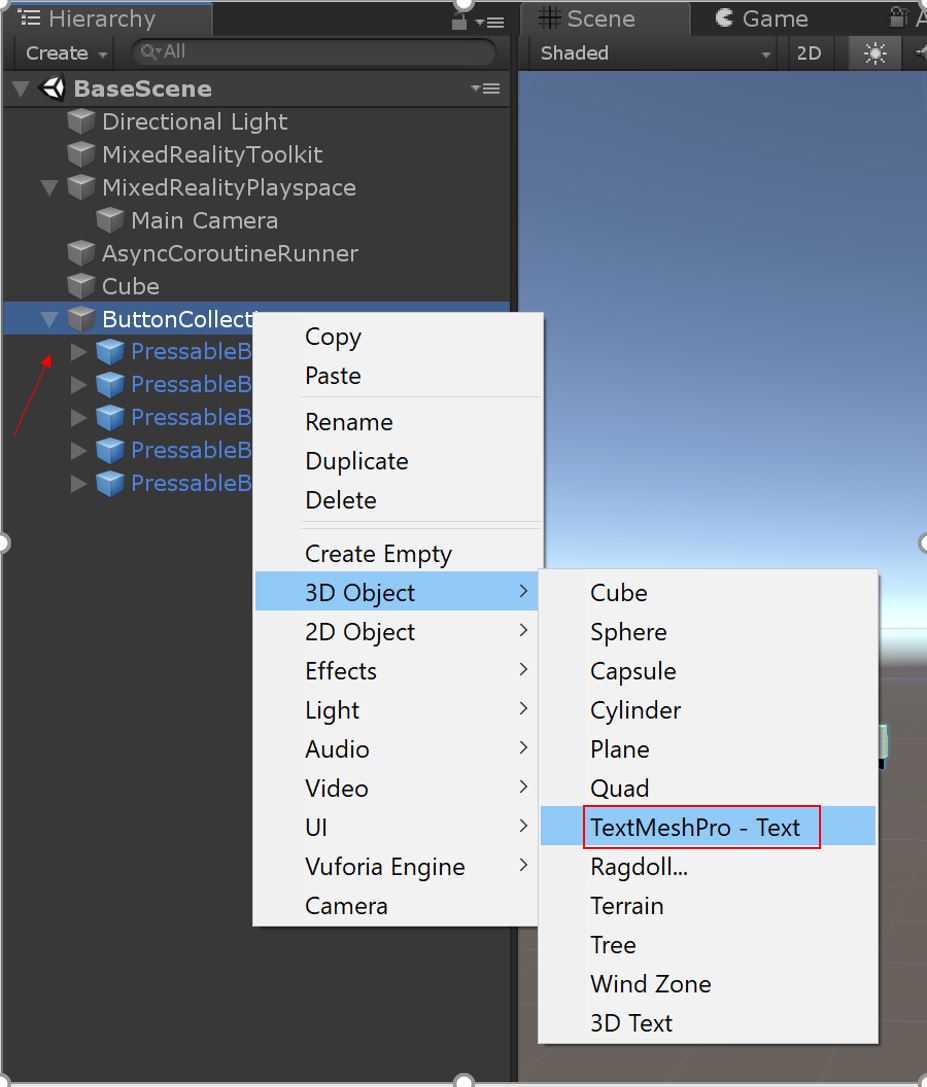 Hierarchy
Create
All
BaseScene
Directional Light
MixedRealityToolkit
MixedRealityPlayspace
Main Camera
AsyncCoroutineRunner
Cube
ButtonCollecti
PressableB
PressableB
PressableB
PressableB
PressableB
Copy
Paste
Rename
Duplicate
Delete
Create Empty
3D Object
2D Object
Effects
Light
Audio
Video
UI
Vuforia Engine
Camera
Cube
Sphere
Capsule
Cylinder
Plane
Quad
TextMeshPro - Text
Ragdoll...
Terrain
Tree
Wind Zone
3D Text
Scene
Game
Shaded
2D